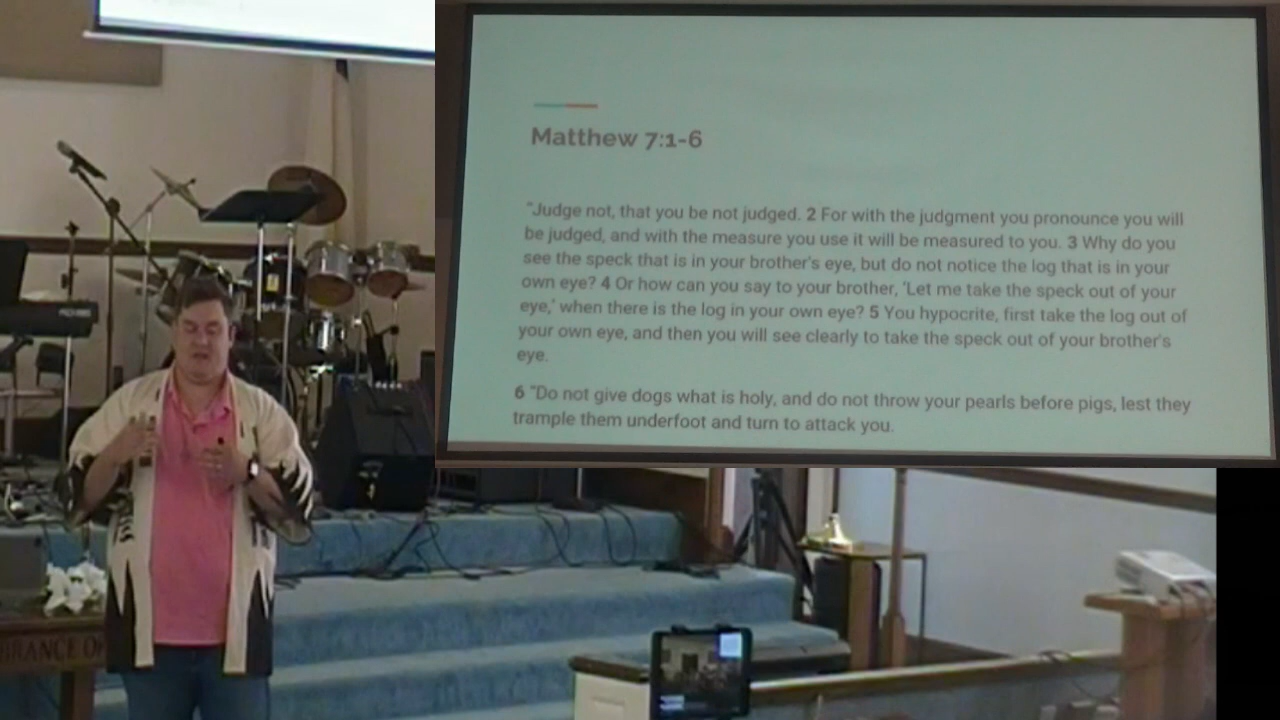 Matthew 7:1-6
"Judge not, that you be not judged. 2 For with the judgment you pronounce you will
be judged, and with the measure you use it will be measured to you. 3 Why do you
see the speck that is in your brother's eye, but do not notice the log that is in your
own eye? 4 Or how can you say to your brother, 'Let me take the speck out of your
eye,' when there is the log in your own eye? 5 You hypocrite, first take the log out of
your own eye, and then you will see clearly to take the speck out of your brother's
eye.
6 "Do not give dogs what is holy, and do not throw your pearls before pigs, lest they
trample them underfoot and turn to attack you.
BRANCE O